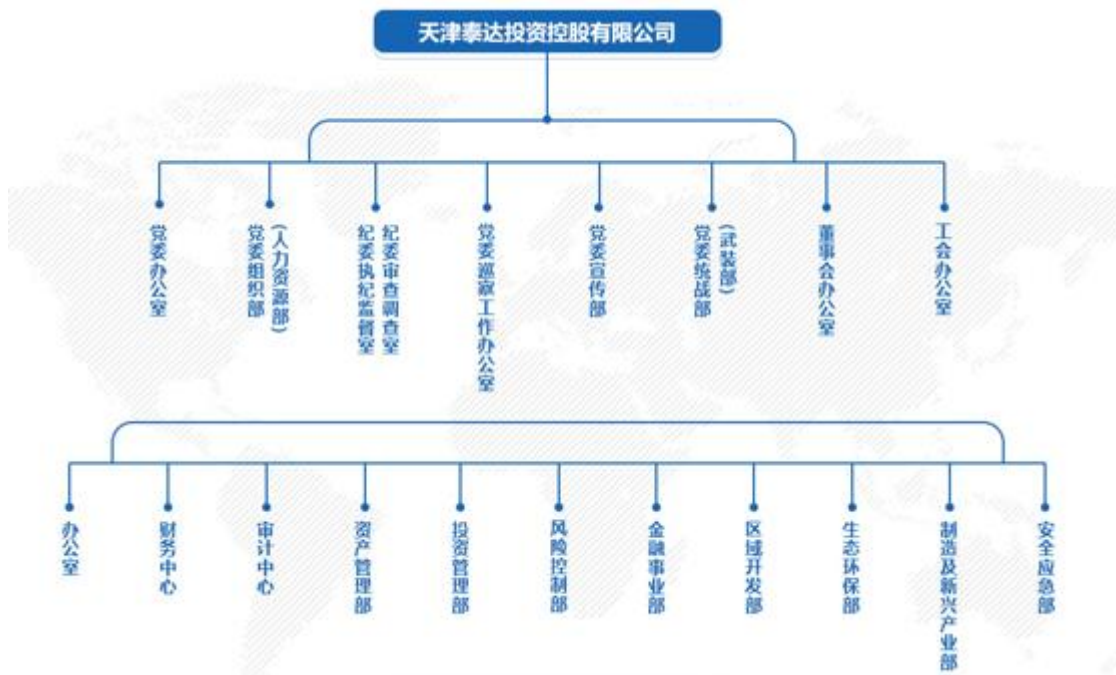 天津泰达投资控股有限公司
党委办公室
党委组织部
(人力资源部)
纪委执纪监督室
纪委审查调查室
党委巡察工作办公室
党委宣传部
党委统战部
(武装部)
董事会办公室
工会办公室
办公室
财务中心
审计中心
资产管理部
投资管理部
风险控制部
金融事业部
区域开发部
生态环保部
制造及新兴产业部
安全应急部